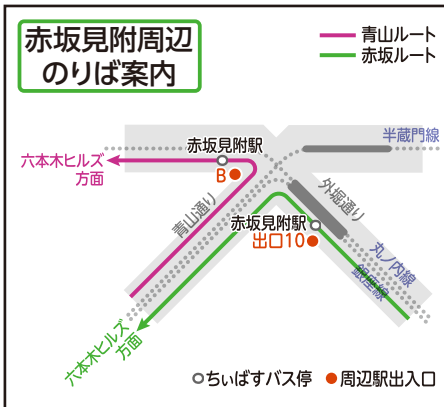 赤坂見附周辺
のりば案内
青山ルート
赤坂ルート
半蔵門線
赤坂見附駅
六本木ヒルズ
方面
B
青山通り
外堀通り
赤坂見附駅
出口10
丸ノ内線
銀座線
六本木ヒルズ
方面
ちぃばすバス停
周辺駅出入口